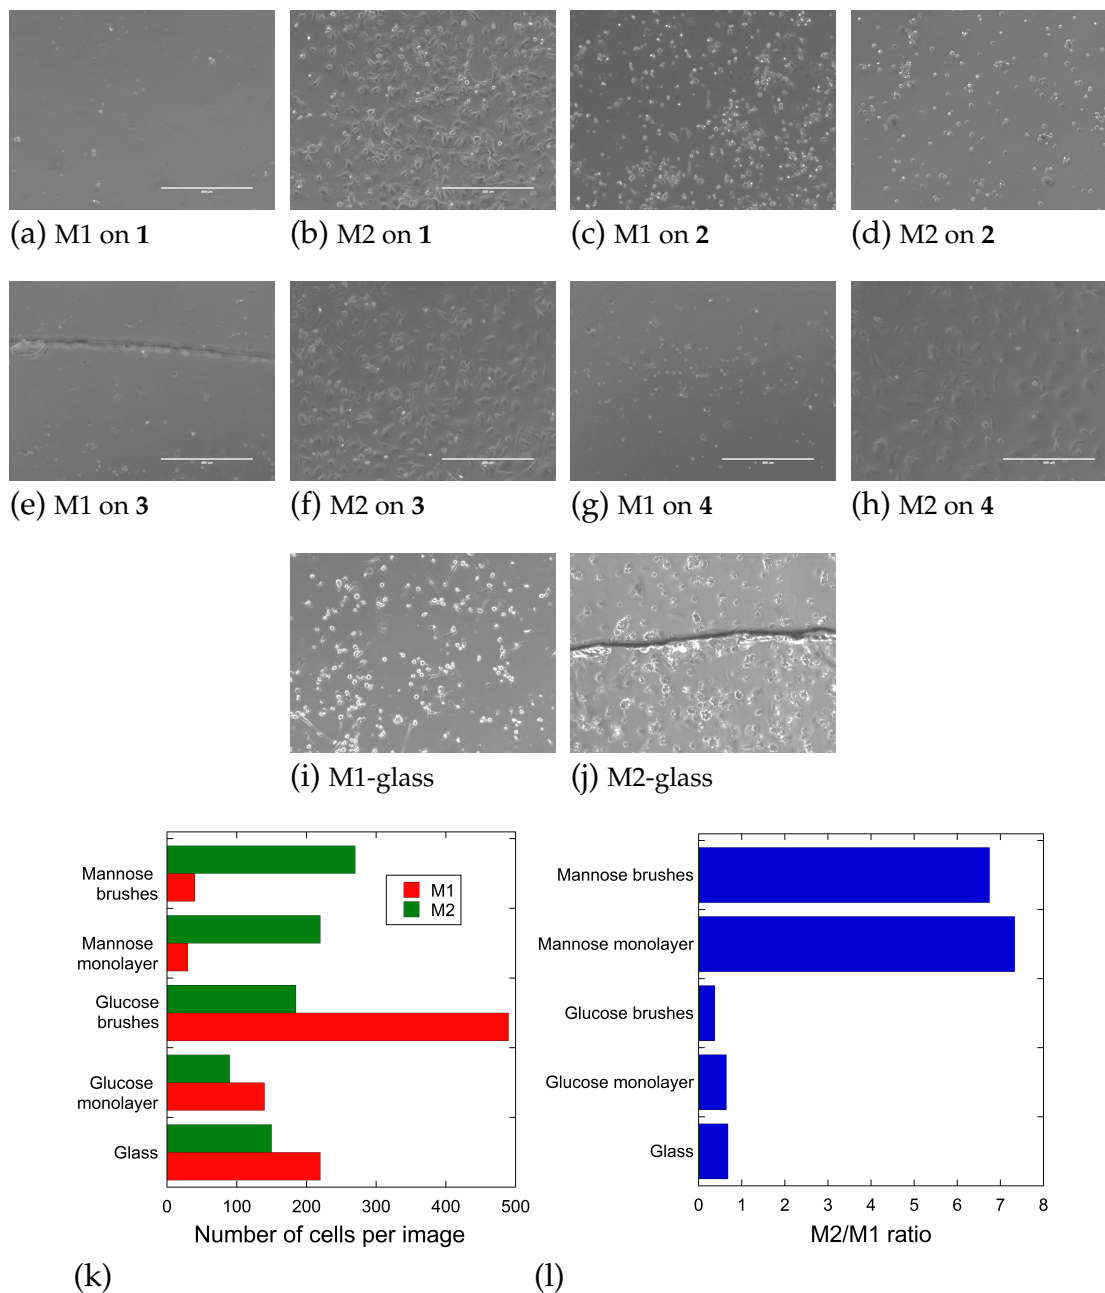 (a) M1 on 1
(b) M2 on 1
(c) M1 on 2
(d) M2 on 2
(e) M1 on 3
(f) M2 on 3
(g) M1 on 4
(h) M2 on 4
(i) M1-glass
(j) M2-glass
Mannose
brushes
Mannose
monolayer
Glucose
brushes
Glucose
monolayer
Glass
M1
M2
0 100 200 300 400 500
Number of cells per image
(k)
Mannose brushes
Mannose monolayer
Glucose brushes
Glucose monolayer
Glass
0 1 2 3 4 5 6 7 8
M2/M1 ratio
(l)